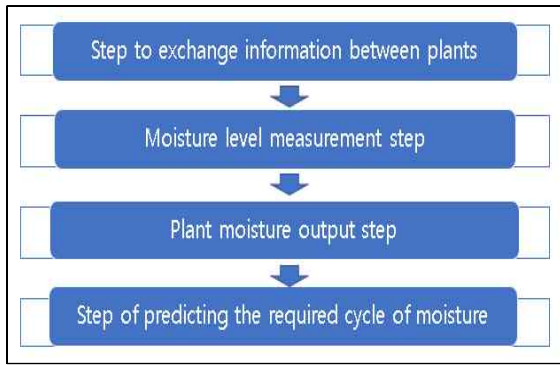 Step to exchange information between plants
Moisture level measurement step
Plant moisture output step
Step of predicting the required cycle of moisture